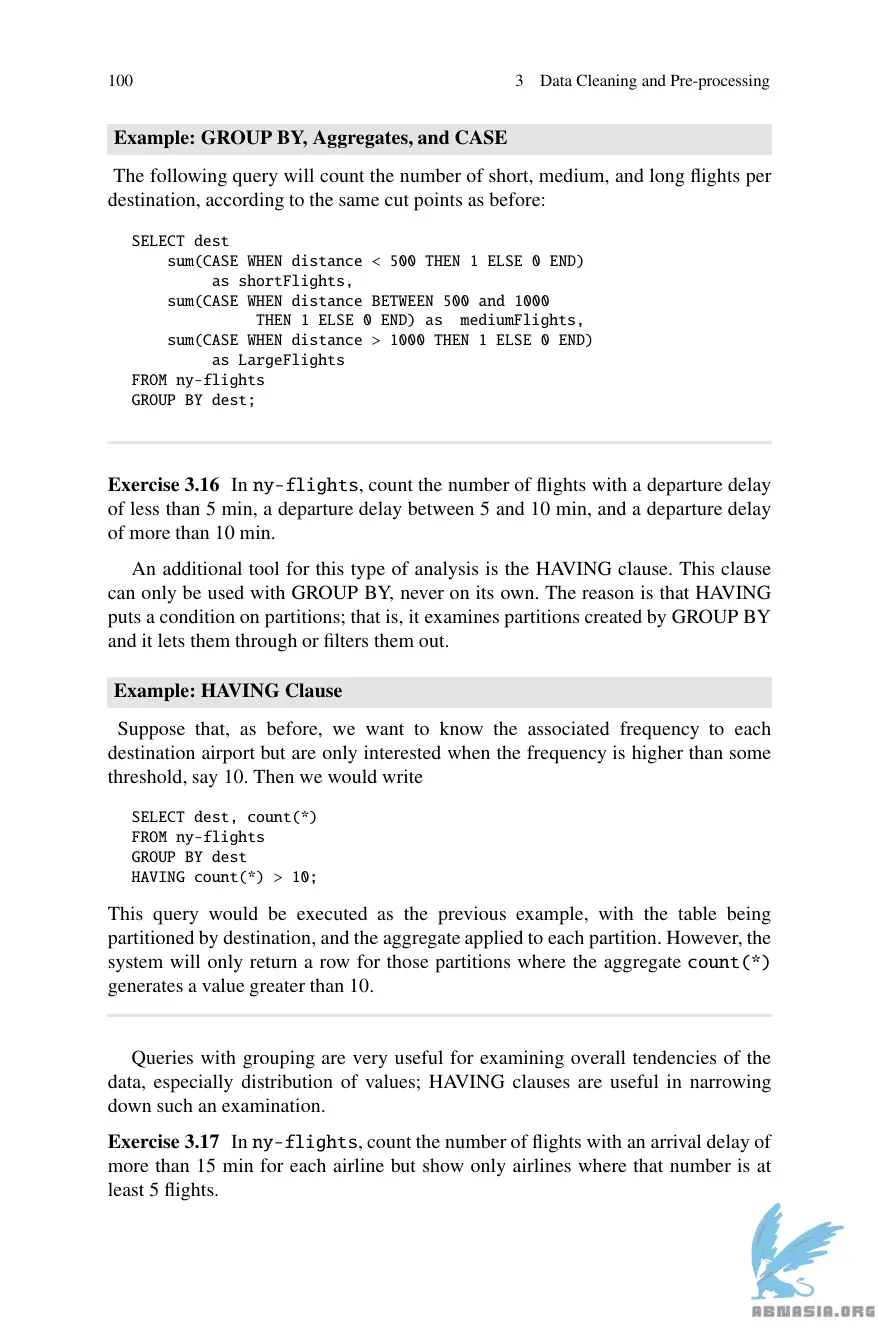 100 3 Data Cleaning and Pre-processing
Example: GROUP BY, Aggregates, and CASE
The following query will count the number of short, medium, and long flights per
destination, according to the same cut points as before:
SELECT dest
sum(CASE WHEN distance < 500 THEN 1 ELSE 0 END)
as shortFlights,
sum(CASE WHEN distance BETWEEN 500 and 1000
THEN 1 ELSE 0 END) as mediumFlights,
sum(CASE WHEN distance > 1000 THEN 1 ELSE 0 END)
as LargeFlights
FROM ny-flights
GROUP BY dest;
Exercise 3.16 In ny-flights, count the number of flights with a departure delay
of less than 5 min, a departure delay between 5 and 10 min, and a departure delay
of more than 10 min.
An additional tool for this type of analysis is the HAVING clause. This clause
can only be used with GROUP BY, never on its own. The reason is that HAVING
puts a condition on partitions; that is, it examines partitions created by GROUP BY
and it lets them through or filters them out.
Example: HAVING Clause
Suppose that, as before, we want to know the associated frequency to each
destination airport but are only interested when the frequency is higher than some
threshold, say 10. Then we would write
SELECT dest, count(*)
FROM ny-flights
GROUP BY dest
HAVING count(*) > 10;
This query would be executed as the previous example, with the table being
partitioned by destination, and the aggregate applied to each partition. However, the
system will only return a row for those partitions where the aggregate count(*)
generates a value greater than 10.
Queries with grouping are very useful for examining overall tendencies of the
data, especially distribution of values; HAVING clauses are useful in narrowing
down such an examination.
Exercise 3.17 In ny-flights, count the number of flights with an arrival delay of
more than 15 min for each airline but show only airlines where that number is at
least 5 flights.
ABNASIA.ORG